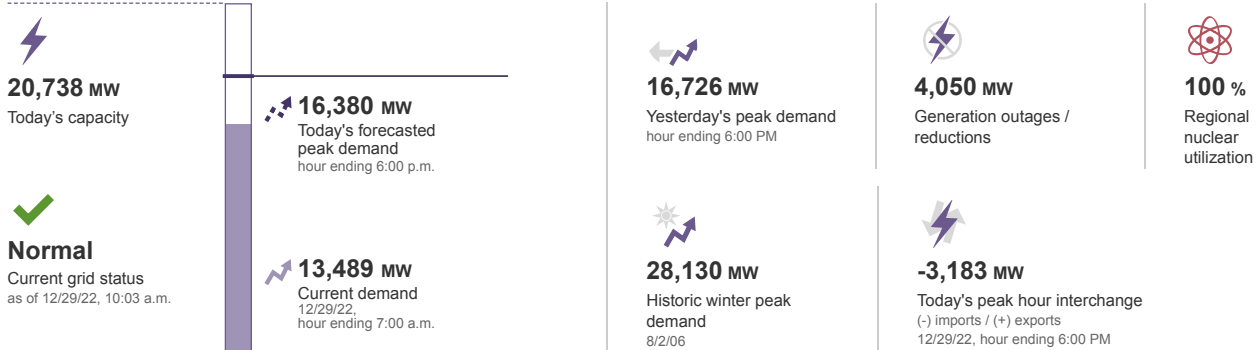 20,738 MW
Today's capacity
Normal
Current grid status
as of 12/29/22, 10:03 a.m.
16,380 MW
Today's forecasted
peak demand
hour ending 6:00 p.m.
13,489 MW
Current demand
12/29/22,
hour ending 7:00 a.m.
16,726 MW
Yesterday's peak demand
hour ending 6:00 PM
28,130 MW
Historic winter peak
demand
8/2/06
4,050 MW
Generation outages /
reductions
-3,183 MW
Today's peak hour interchange
(-) imports / (+) exports
12/29/22, hour ending 6:00 PM
100 %
Regional
nuclear
utilization